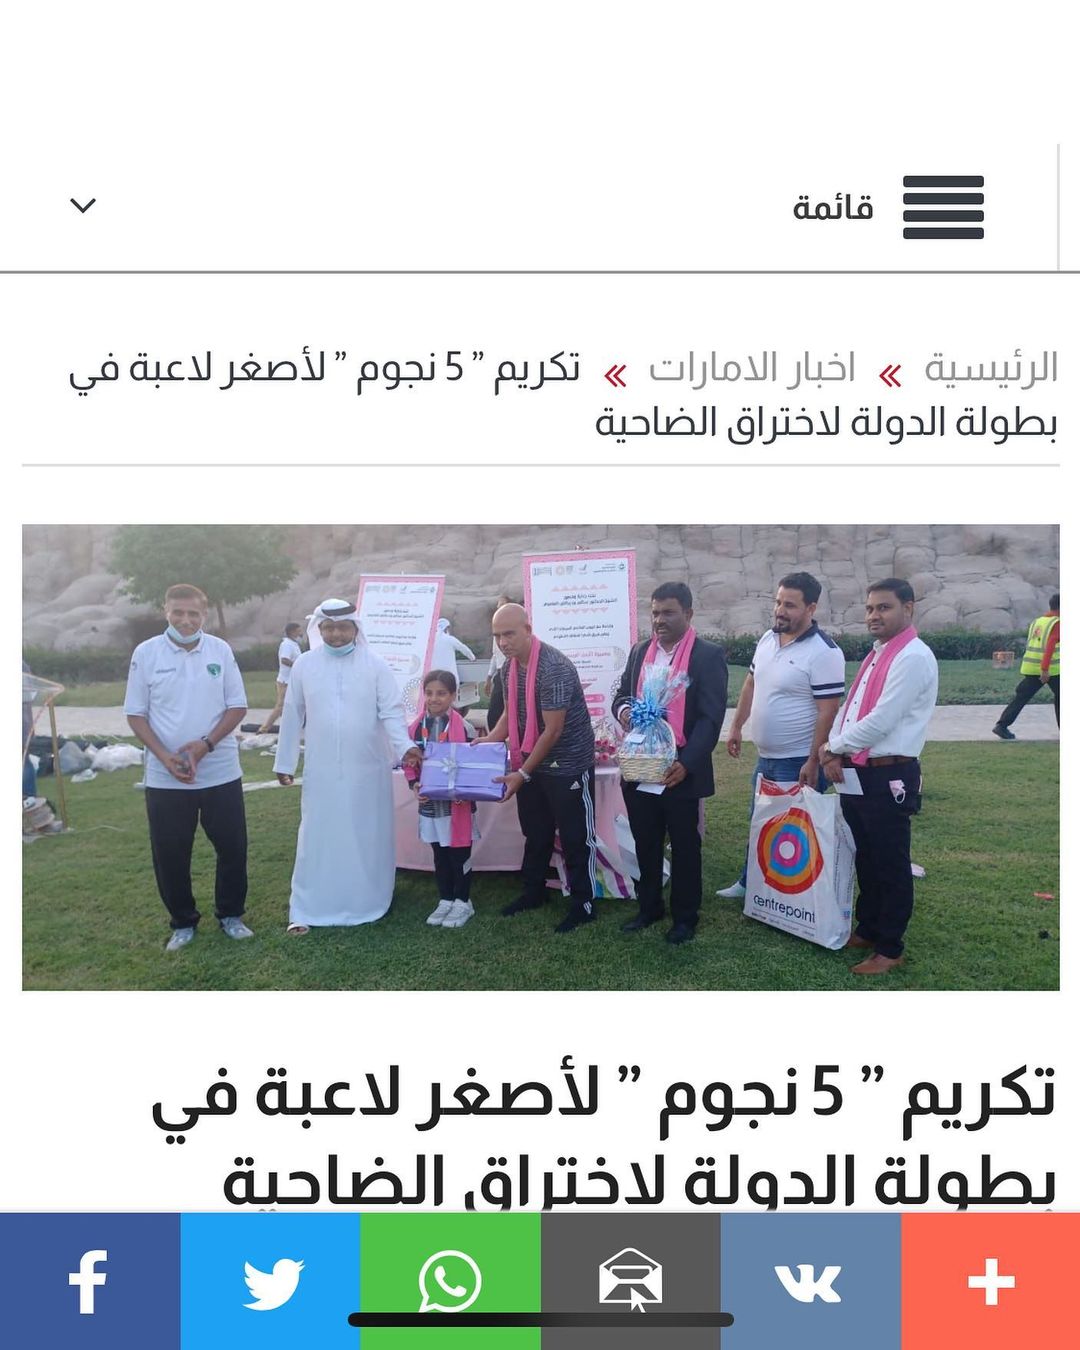 قائمة
الرئيسية » اخبار الامارات » تكريم ” 5 نجوم ” لأصغر لاعبة في
بطولة الدولة لاختراق الضاحية
centrepoint
تكريم ” 5 نجوم ” لأصغر لاعبة في
بطولة الدولة لاختراق الضاحية